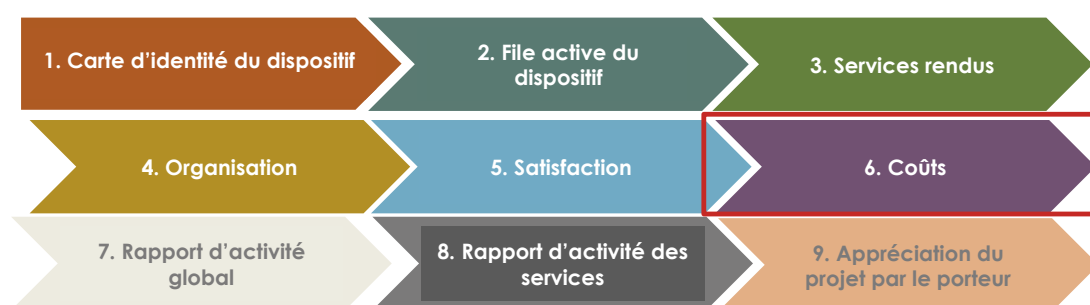 1. Carte d’identité du dispositif
2. File active du
dispositif
3. Services rendus
4. Organisation
5. Satisfaction
6. Coûts
7. Rapport d’activité
global
8. Rapport d’activité des
services
9. Appréciation du
projet par le porteur